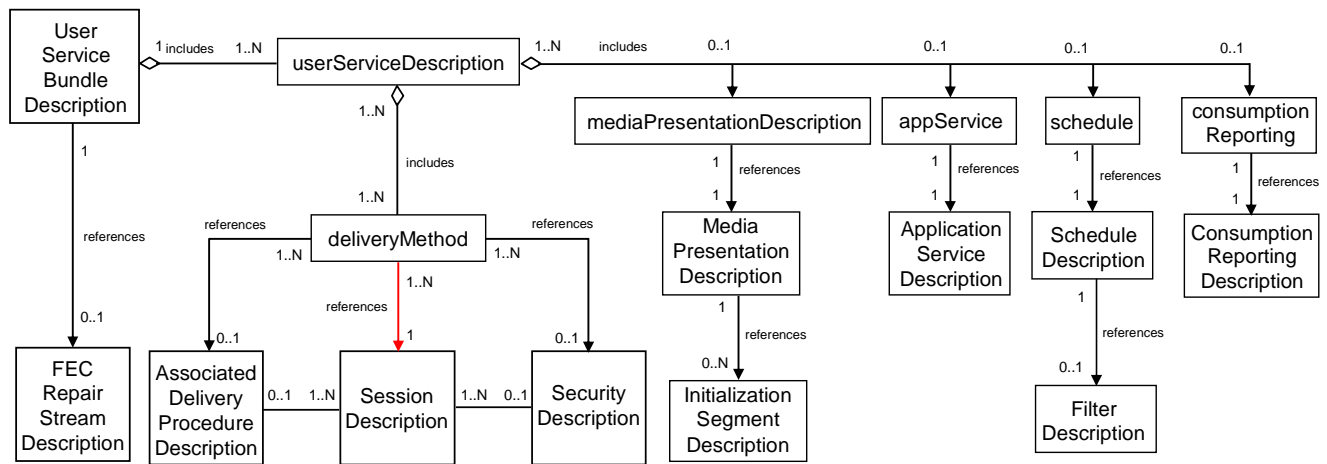 User
Service
Bundle
Description
1 includes
1..N
userServiceDescription
1..N
includes
0..1
0..1
0..1
0..1
mediaPresentationDescription
appService
schedule
consumption
Reporting
1..N
includes
1..N
1
references
0..1
1
references
1
1
references
1
1
references
1
1
references
1
deliveryMethod
references
1..N
0..1
1..N
references
1
references
1..N
0..1
Media
Presentation
Description
Application
Service
Description
Schedule
Description
Consumption
Reporting
Description
1
references
0..N
1
references
0..1
FEC
Repair
Stream
Description
Associated
Delivery
Procedure
Description
0..1
1..N
Session
Description
1..N
0..1
Security
Description
Initialization
Segment
Description
Filter
Description